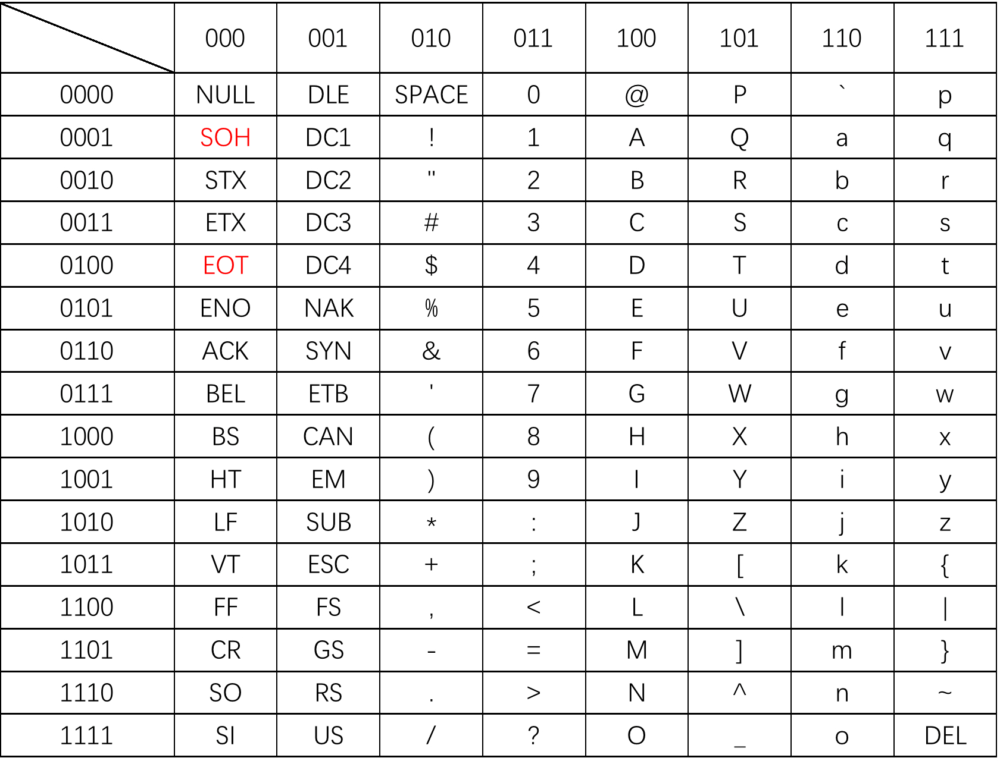 000 001 010 011 100 101 110 111
0000 NULL DLE SPACE 0 @ P ` p
0001 SOH DC1 ! 1 A Q a q
0010 STX DC2 " 2 B R b r
0011 ETX DC3 # 3 C S c s
0100 EOT DC4 $ 4 D T d t
0101 ENO NAK % 5 E U e u
0110 ACK SYN & 6 F V f v
0111 BEL ETB ' 7 G W g w
1000 BS CAN ( 8 H X h x
1001 HT EM ) 9 I Y i y
1010 LF SUB * : J Z j z
1011 VT ESC + ; K [ k {
1100 FF FS , < L \ l |
1101 CR GS - = M ] m }
1110 SO RS . > N ^ n ~
1111 SI US / ? O _ o DEL